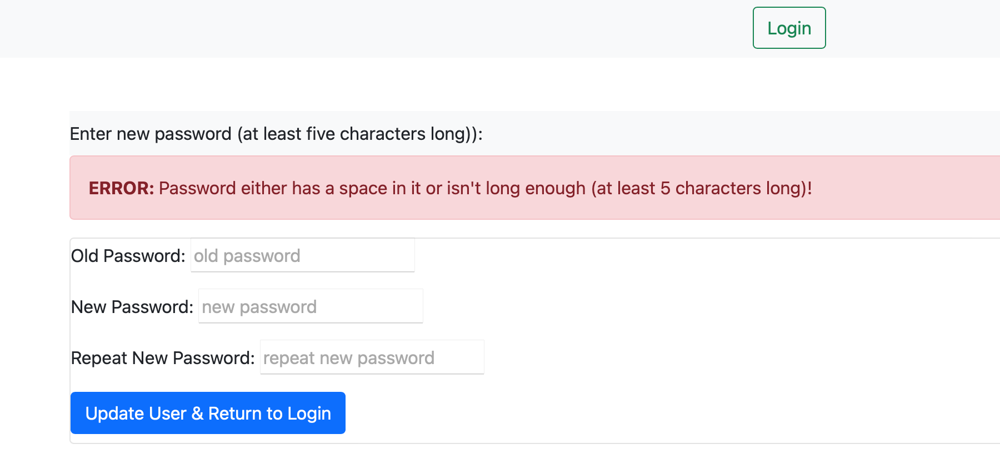 Login
Enter new password (at least five characters long)):
ERROR: Password either has a space in it or isn't long enough (at least 5 characters long)!
Old Password: old password
New Password: new password
Repeat New Password: repeat new password
Update User & Return to Login